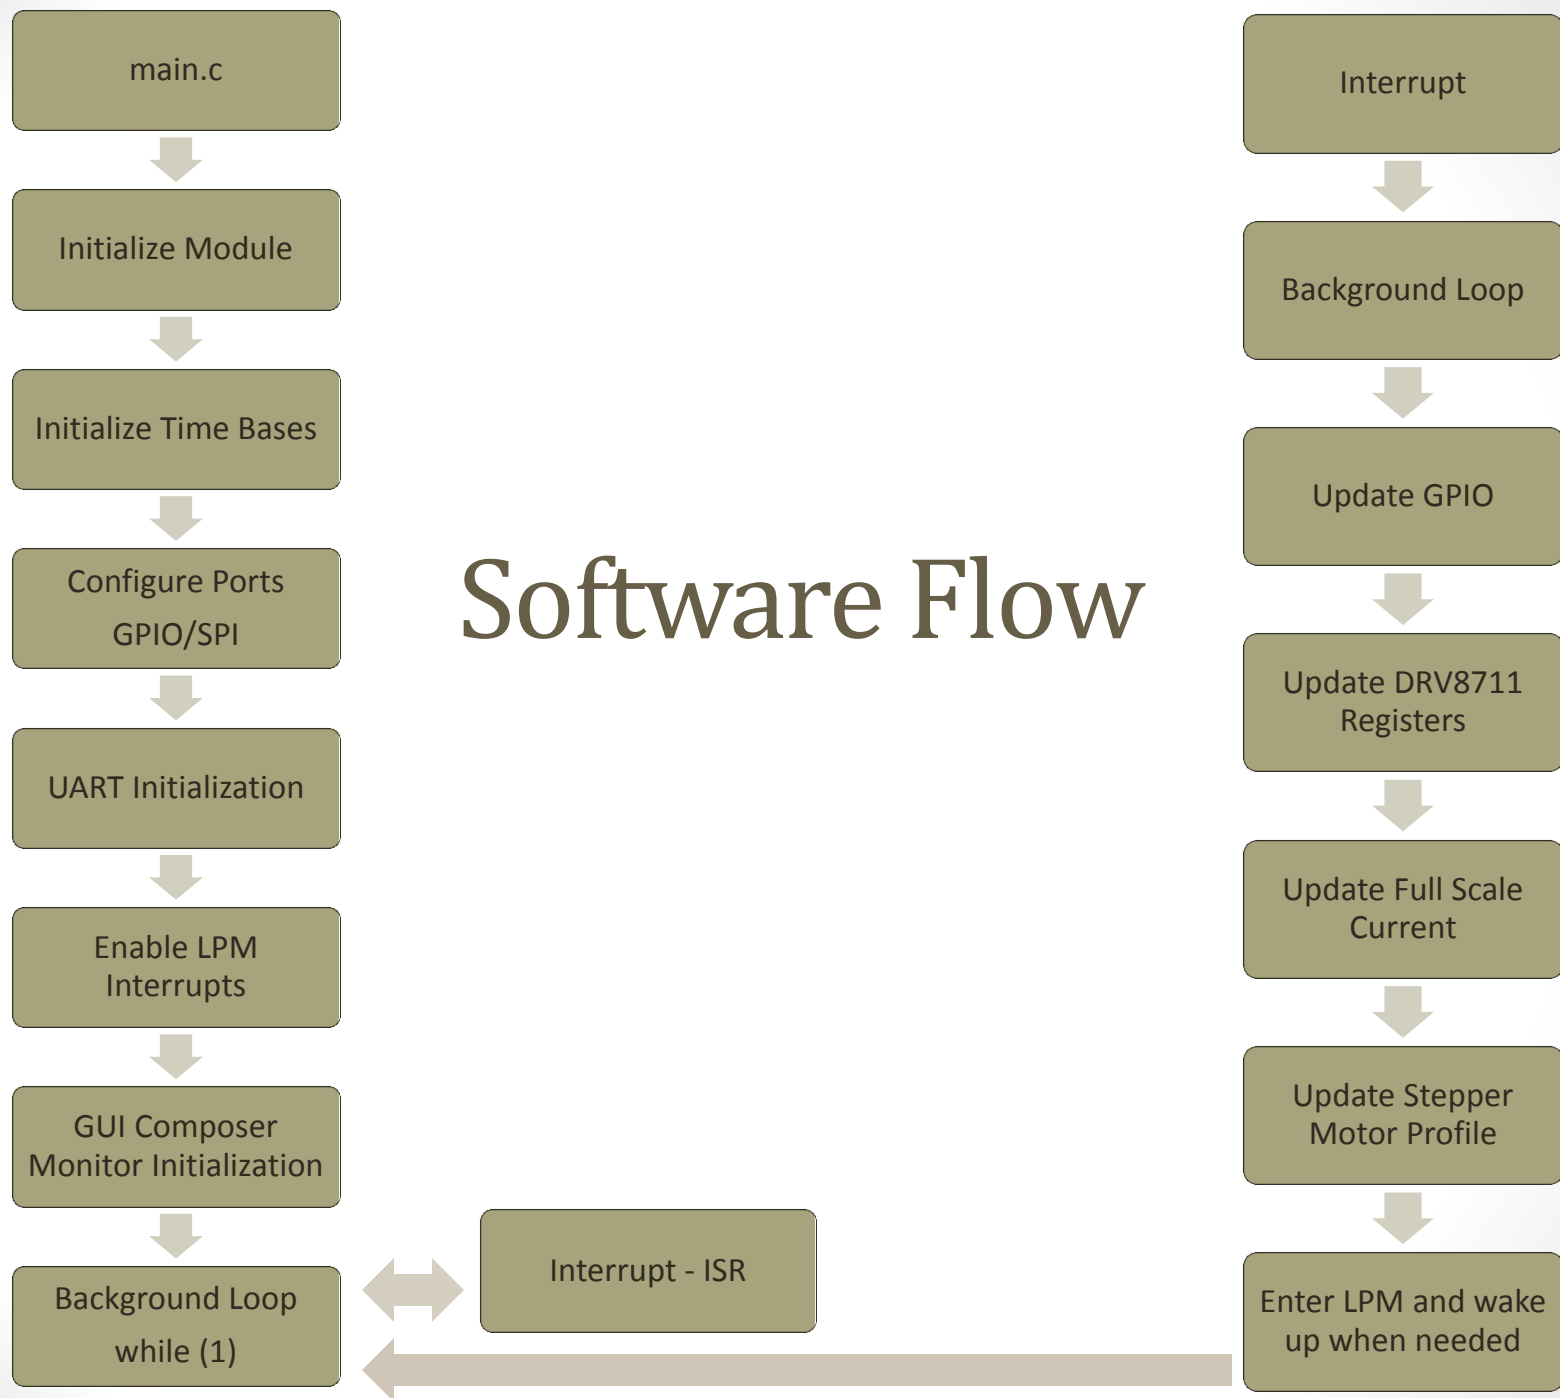 main.c
Initialize Module
Initialize Time Bases
Configure Ports
GPIO/SPI
UART Initialization
Enable LPM
Interrupts
GUI Composer
Monitor Initialization
Background Loop
while (1)
Interrupt - ISR
Software Flow
Interrupt
Background Loop
Update GPIO
Update DRV8711
Registers
Update Full Scale
Current
Update Stepper
Motor Profile
Enter LPM and wake
up when needed